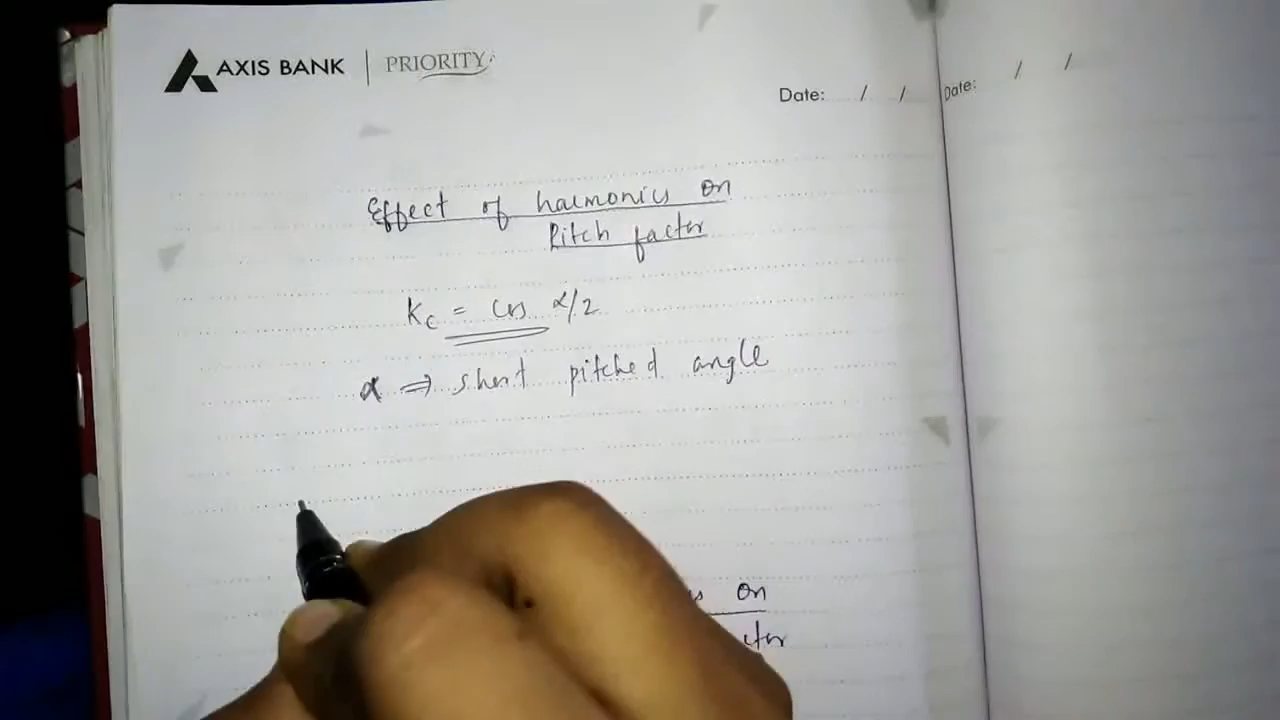 AXIS BANK | PRIORITY
Date: / /
Date: / /
Effect of harmonics on
Pitch factor
Kc = cos α/2
α ⇒ short pitched angle
on